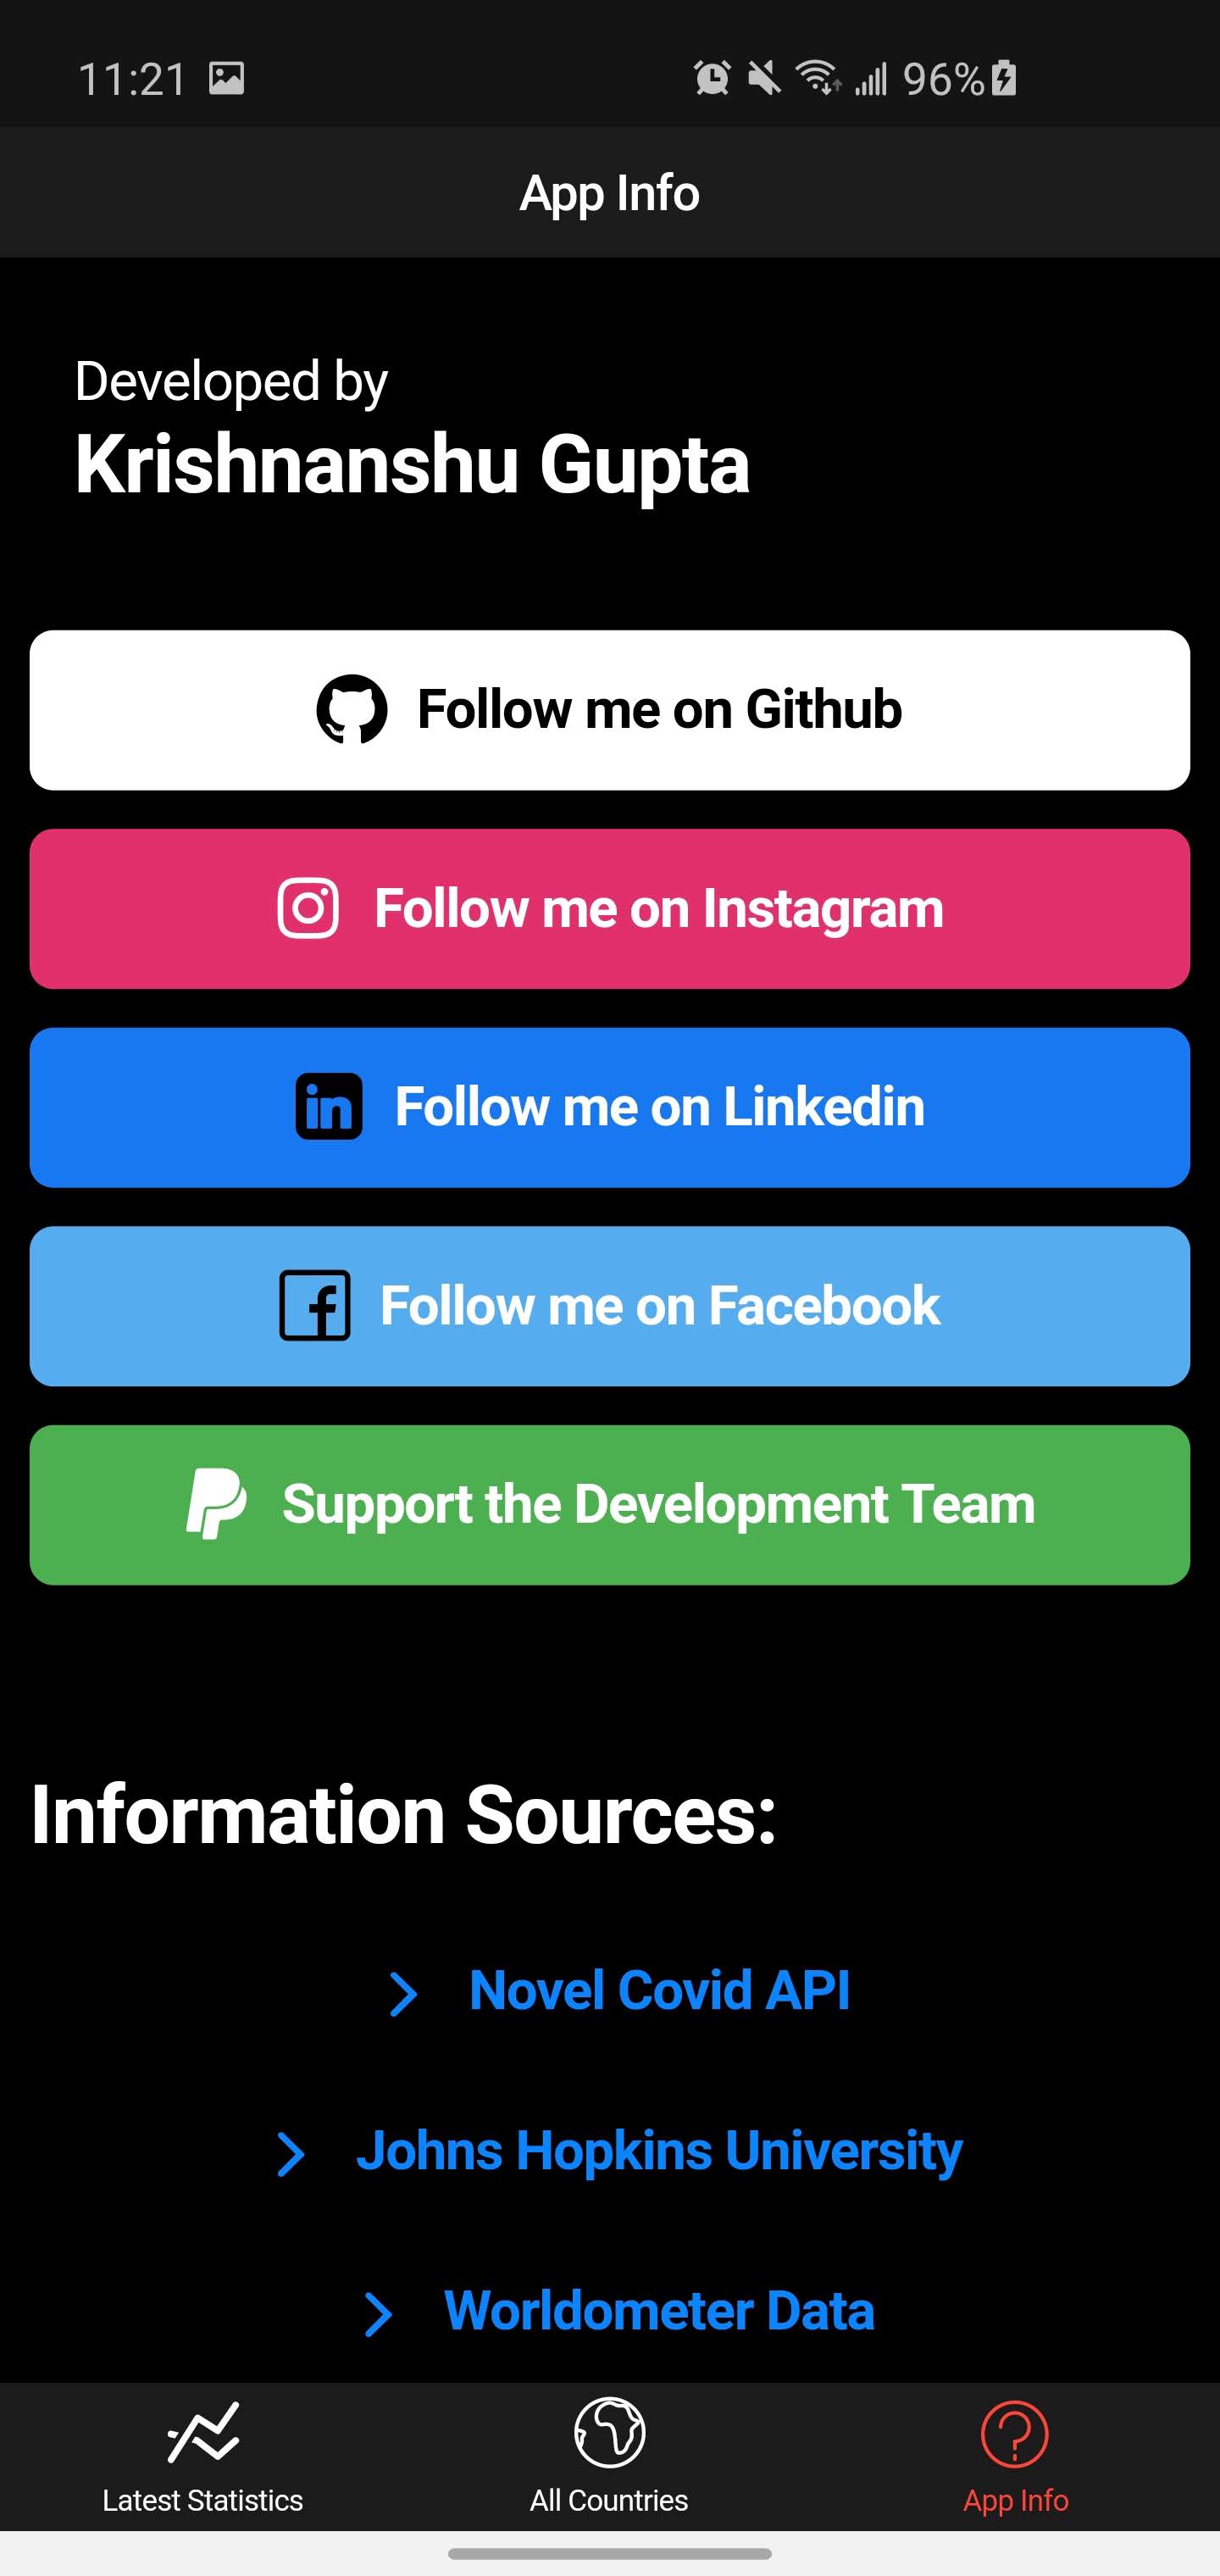 11:21 96%
App Info
Developed by
Krishnanshu Gupta
Follow me on Github
Follow me on Instagram
in Follow me on Linkedin
Follow me on Facebook
Support the Development Team
Information Sources:
Novel Covid API
Johns Hopkins University
Worldometer Data
Latest Statistics All Countries App Info